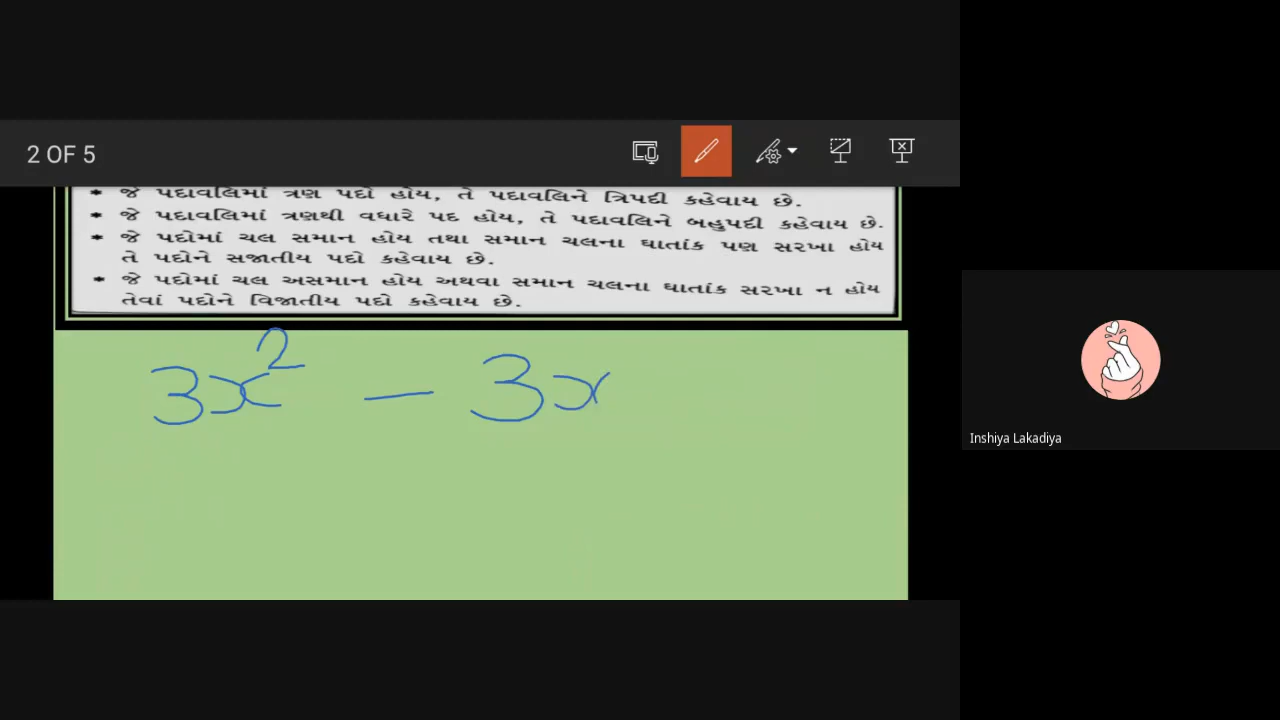 2 OF 5
* જે પદાવલિમાં ત્રણ પદો હોય, તે પદાવલિને ત્રિપદી કહેવાય છે.
* જે પદાવલિમાં ત્રણથી વધારે પદ હોય, તે પદાવલિને બહુપદી કહેવાય છે.
* જે પદોમાં ચલ સમાન હોય તથા સમાન ચલના ઘાતાંક પણ સરખા હોય
તે પદોને સજાતીય પદો કહેવાય છે.
* જે પદોમાં ચલ અસમાન હોય અથવા સમાન ચલના ઘાતાંક સરખા ન હોય
તેવાં પદોને વિજાતીય પદો કહેવાય છે.
3x² – 3x
Inshiya Lakadiya